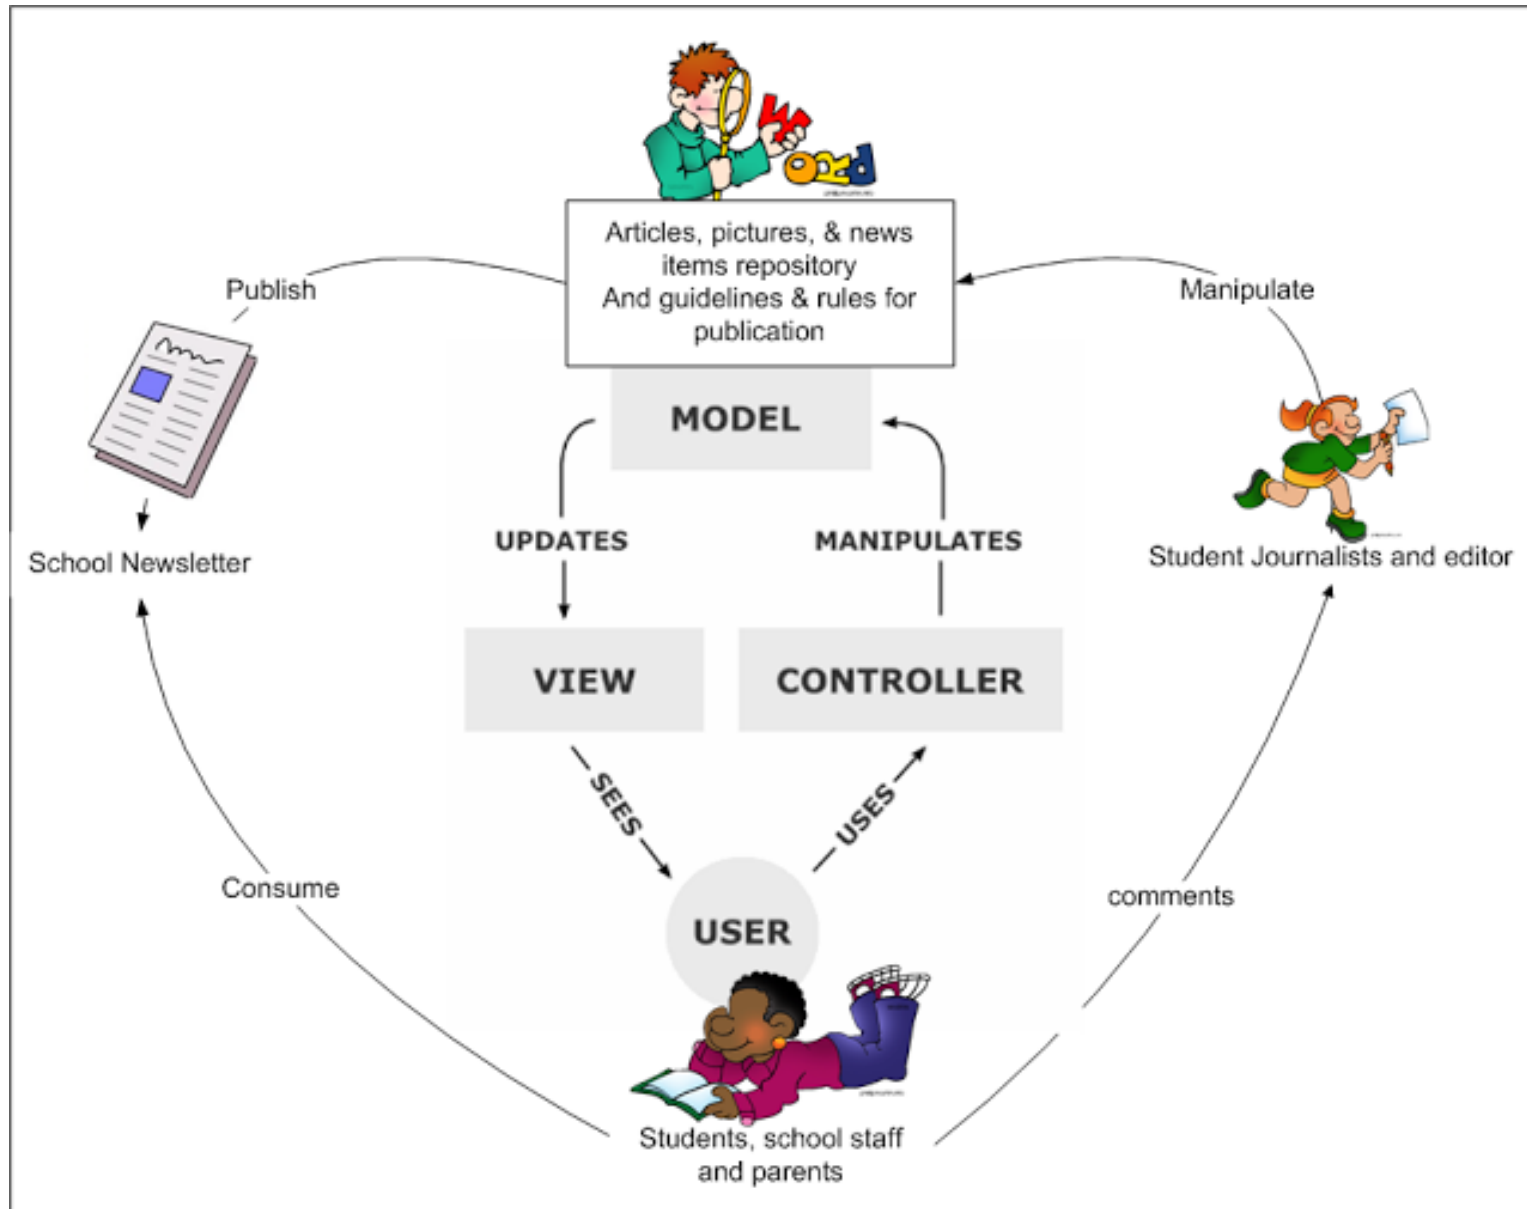 W
ORD
Articles, pictures, & news
items repository
And guidelines & rules for
publication
Publish
Manipulate
MODEL
UPDATES
MANIPULATES
School Newsletter
Student Journalists and editor
VIEW
CONTROLLER
SEES
USES
Consume
comments
USER
Students, school staff
and parents